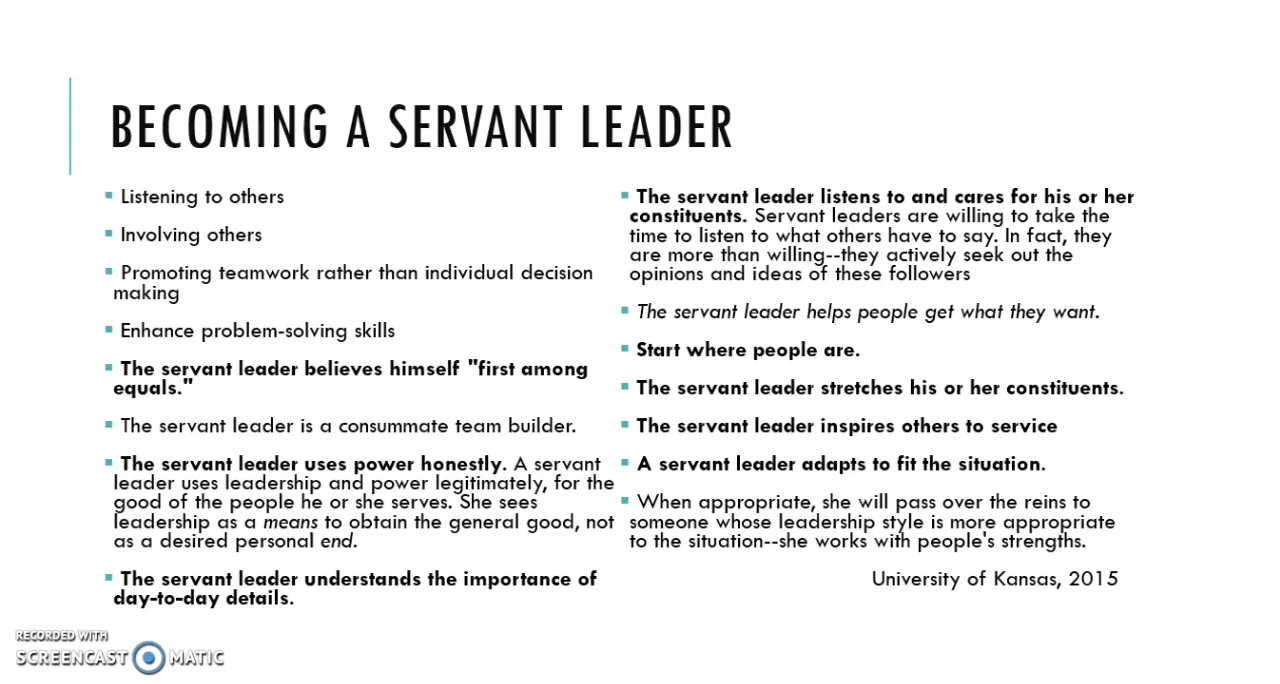 BECOMING A SERVANT LEADER
Listening to others
Involving others
Promoting teamwork rather than individual decision
making
Enhance problem-solving skills
The servant leader believes himself "first among
equals."
The servant leader is a consummate team builder.
The servant leader uses power honestly. A servant
leader uses leadership and power legitimately, for the
good of the people he or she serves. She sees
leadership as a means to obtain the general good, not
as a desired personal end.
The servant leader understands the importance of
day-to-day details.
The servant leader listens to and cares for his or her
constituents. Servant leaders are willing to take the
time to listen to what others have to say. In fact, they
are more than willing--they actively seek out the
opinions and ideas of these followers
The servant leader helps people get what they want.
Start where people are.
The servant leader stretches his or her constituents.
The servant leader inspires others to service
A servant leader adapts to fit the situation.
When appropriate, she will pass over the reins to
someone whose leadership style is more appropriate
to the situation--she works with people's strengths.
University of Kansas, 2015
RECORDED WITH
SCREENCAST MATIC